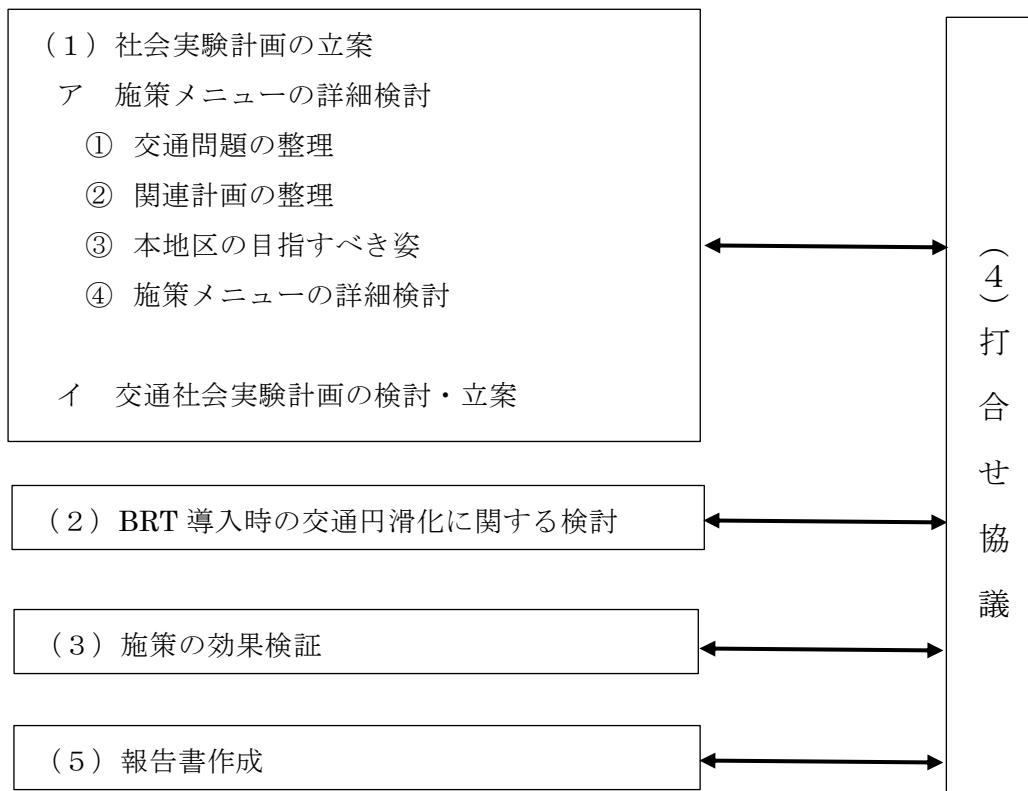 (1)社会実験計画の立案
ア 施策メニューの詳細検討
① 交通問題の整理
② 関連計画の整理
③ 本地区の目指すべき姿
④ 施策メニューの詳細検討
イ 交通社会実験計画の検討・立案
(2)BRT 導入時の交通円滑化に関する検討
(3)施策の効果検証
(5)報告書作成
(4)打合せ協議